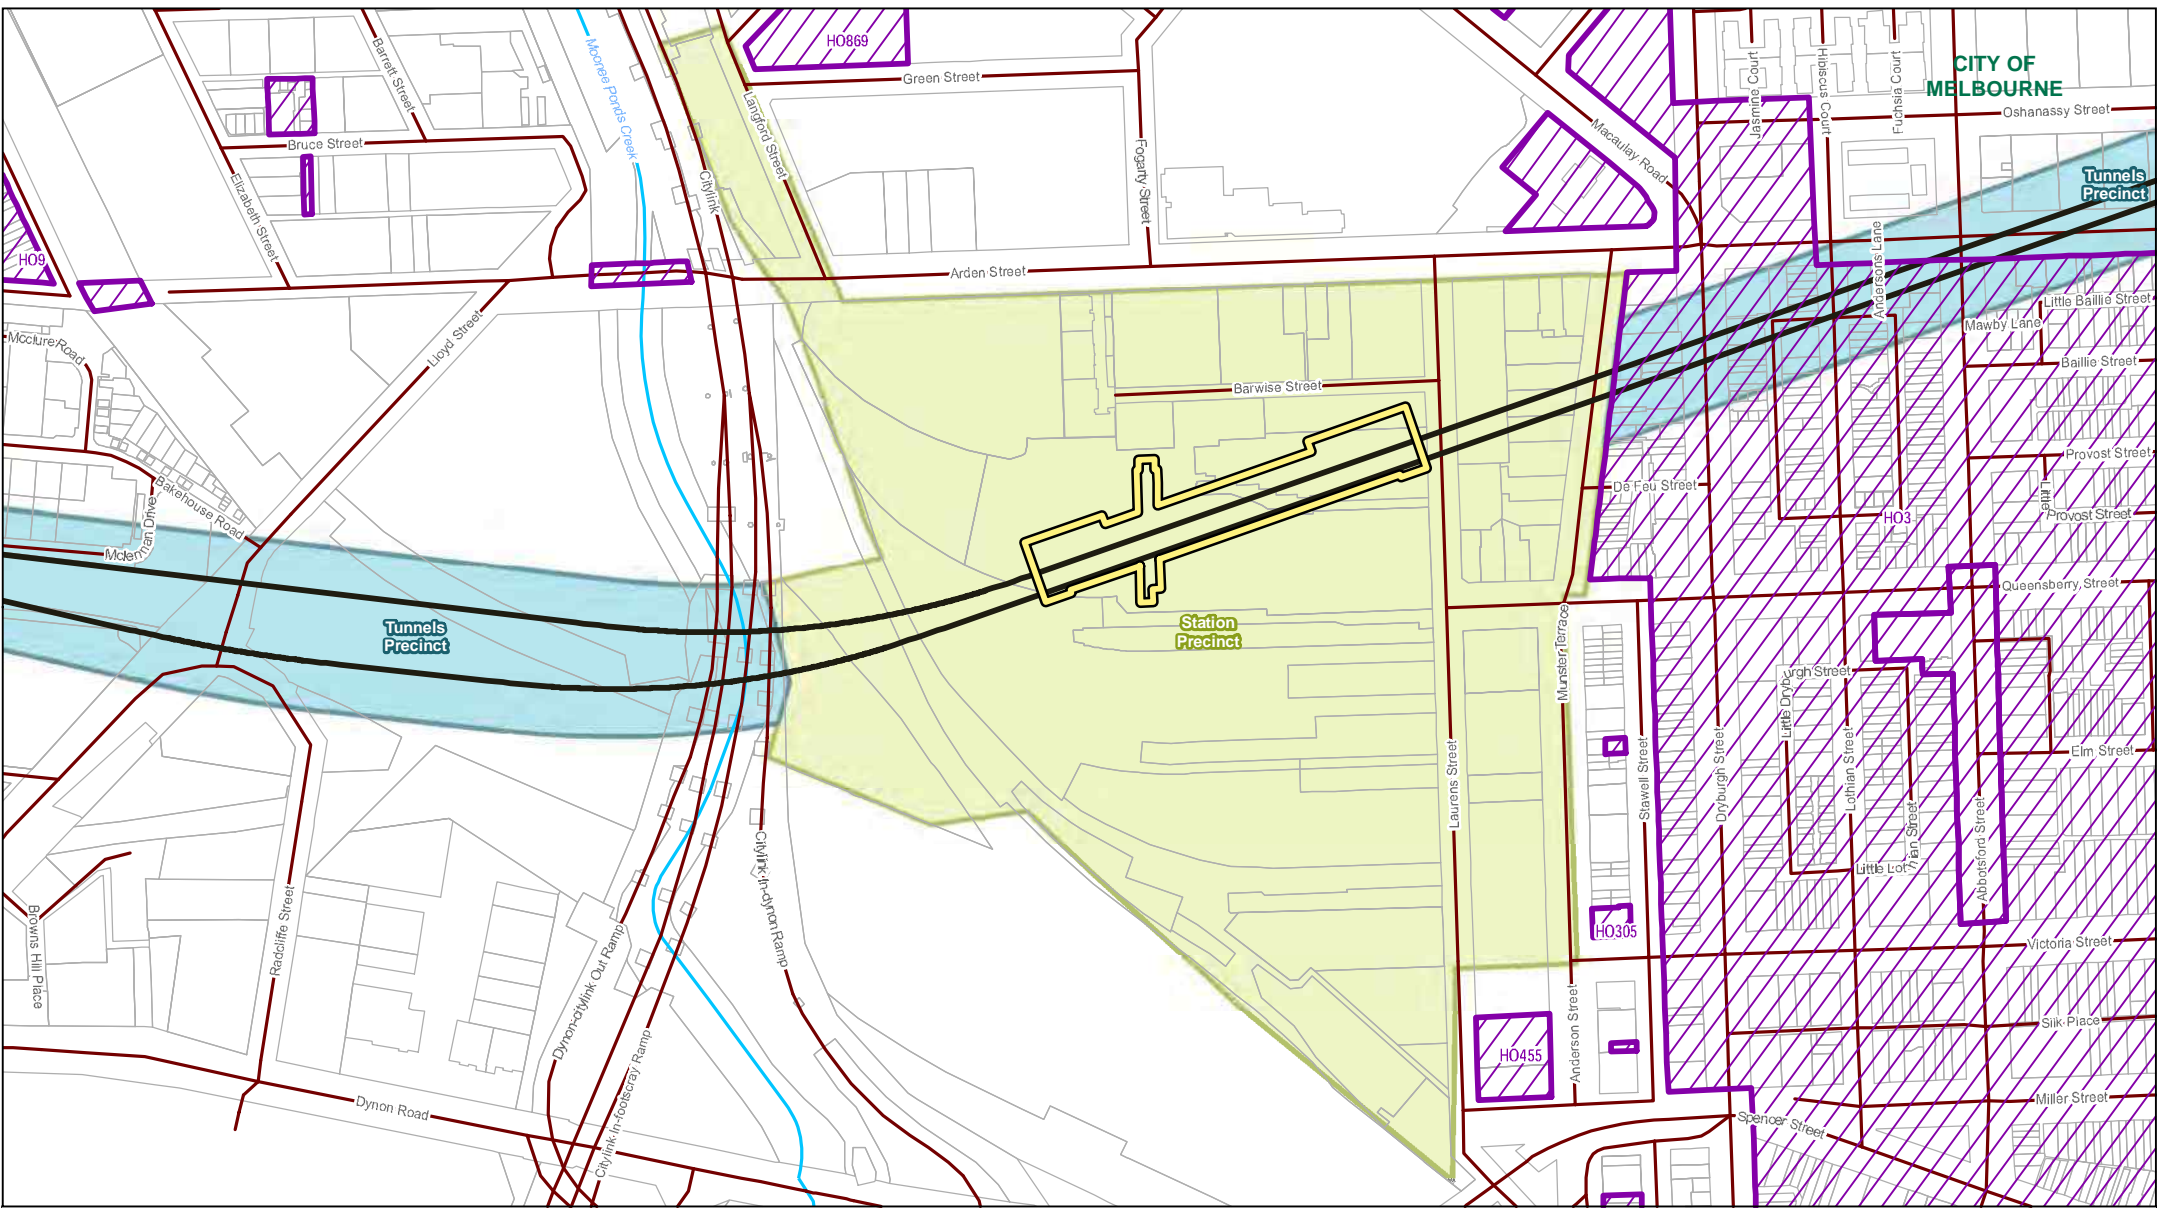 HO869
Green Street
CITY OF
MELBOURNE
Oshanassy Street
Barrett Street
Moonee Ponds Creek
Langford Street
Citylink
Fogarty Street
Macaulay Road
Jasmine Court
Hibiscus Court
Fuchsia Court
Bruce Street
Elizabeth Street
Tunnels
Precinct
HO9
Arden Street
Andersons Lane
Little Baillie Street
Mawby Lane
Baillie Street
Mcclure Road
Lloyd Street
Barwise Street
Provost Street
De Feu Street
Little
Provost Street
HO3
Bakehouse Road
Queensberry Street
Tunnels
Precinct
Station
Precinct
Munster Terrace
Laurens Street
Stawell Street
Dryburgh Street
Lothian Street
Elm Street
Abbotsford Street
HO305
Victoria Street
Radcliffe Street
Browns Hill Place
Dynon-citylink Out Ramp
Citylink-In-dynon Ramp
Citylink-In-footscray Ramp
HO455
Anderson Street
Silk Place
Miller Street
Dynon Road
Spencer Street